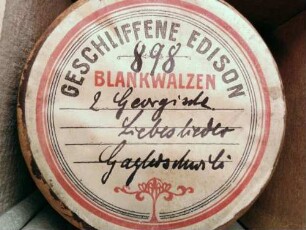 GESCHLIFFENE EDISON
898
BLANKWALZEN
2 Georgische
Liebeslieder